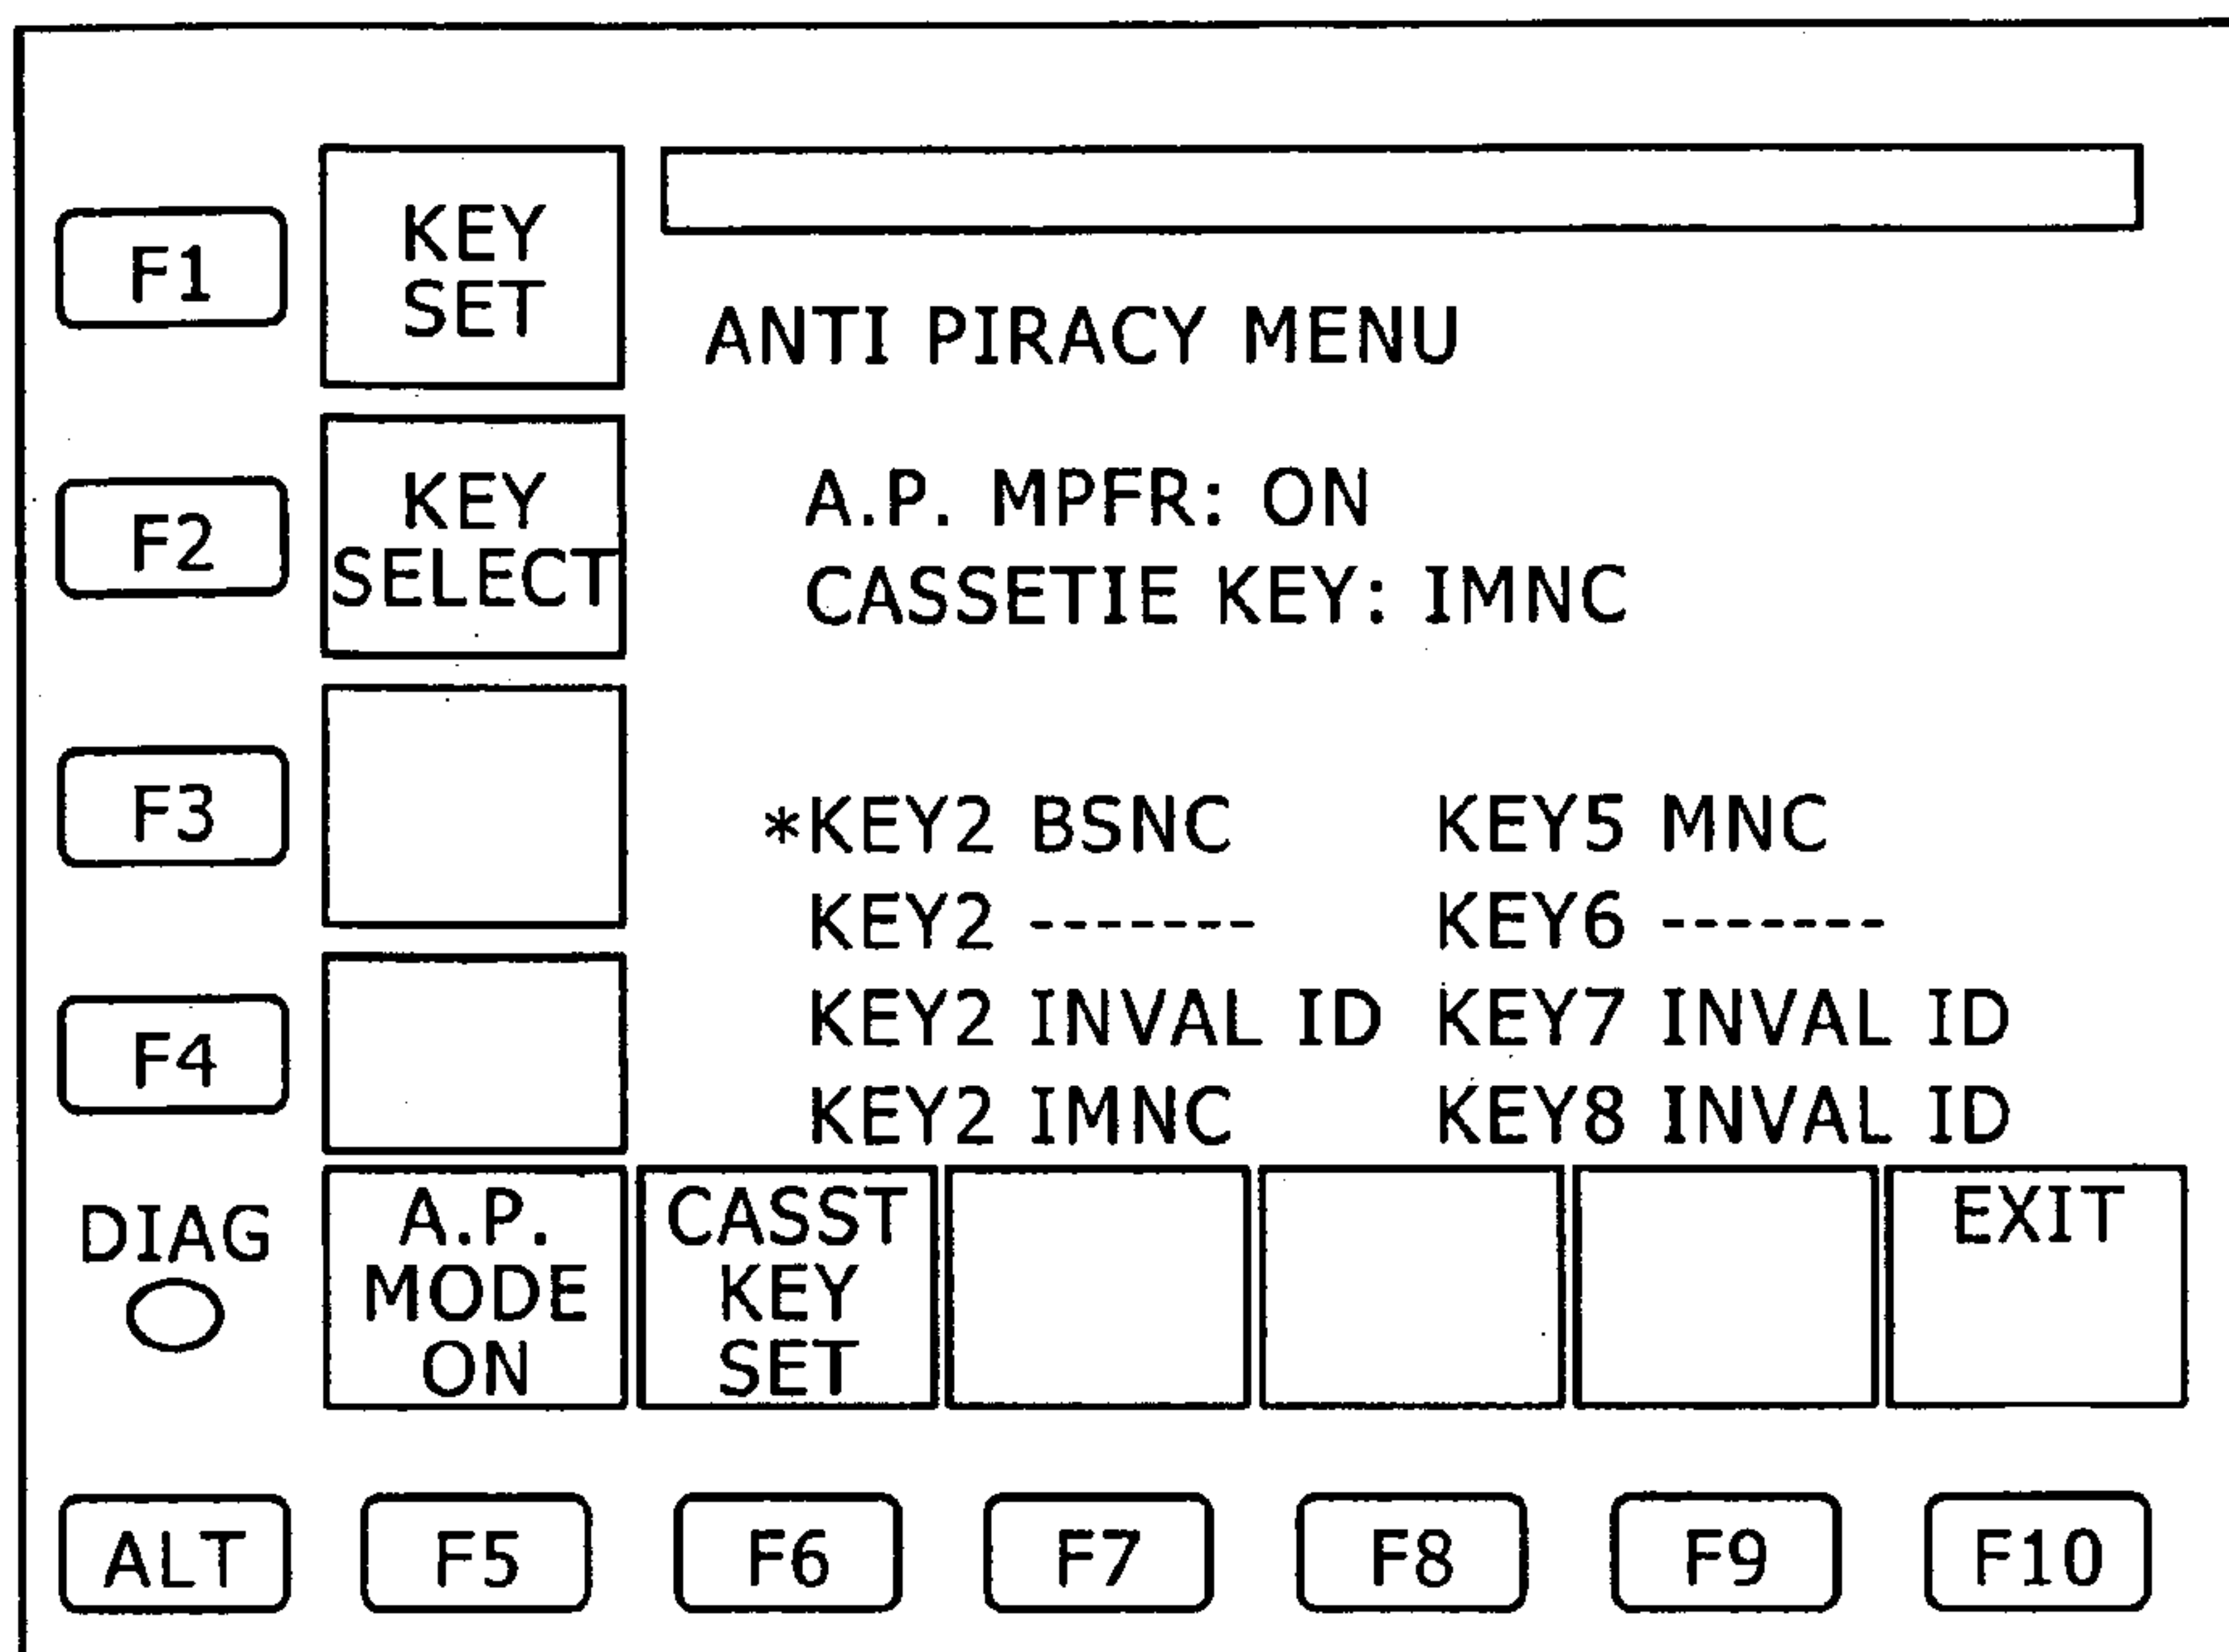 F1
KEY
SET
ANTI PIRACY MENU
F2
KEY
SELECT
A.P. MPFR: ON
CASSETIE KEY: IMNC
F3
*KEY2 BSNC KEY5 MNC
KEY2 ------- KEY6 -------
F4
KEY2 INVAL ID KEY7 INVAL ID
KEY2 IMNC KEY8 INVAL ID
DIAG
A.P.
MODE
ON
CASST
KEY
SET
EXIT
ALT F5 F6 F7 F8 F9 F10